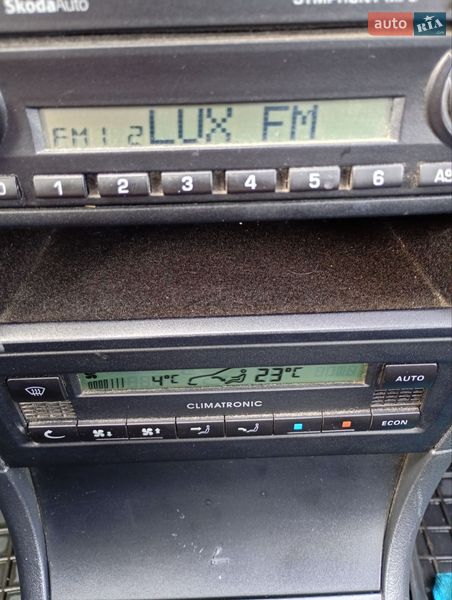 SkodaAuto
auto RIA
FM1 2 LUX FM
1 2 3 4 5 6
4°C 23°C
AUTO
CLIMATRONIC
ECON